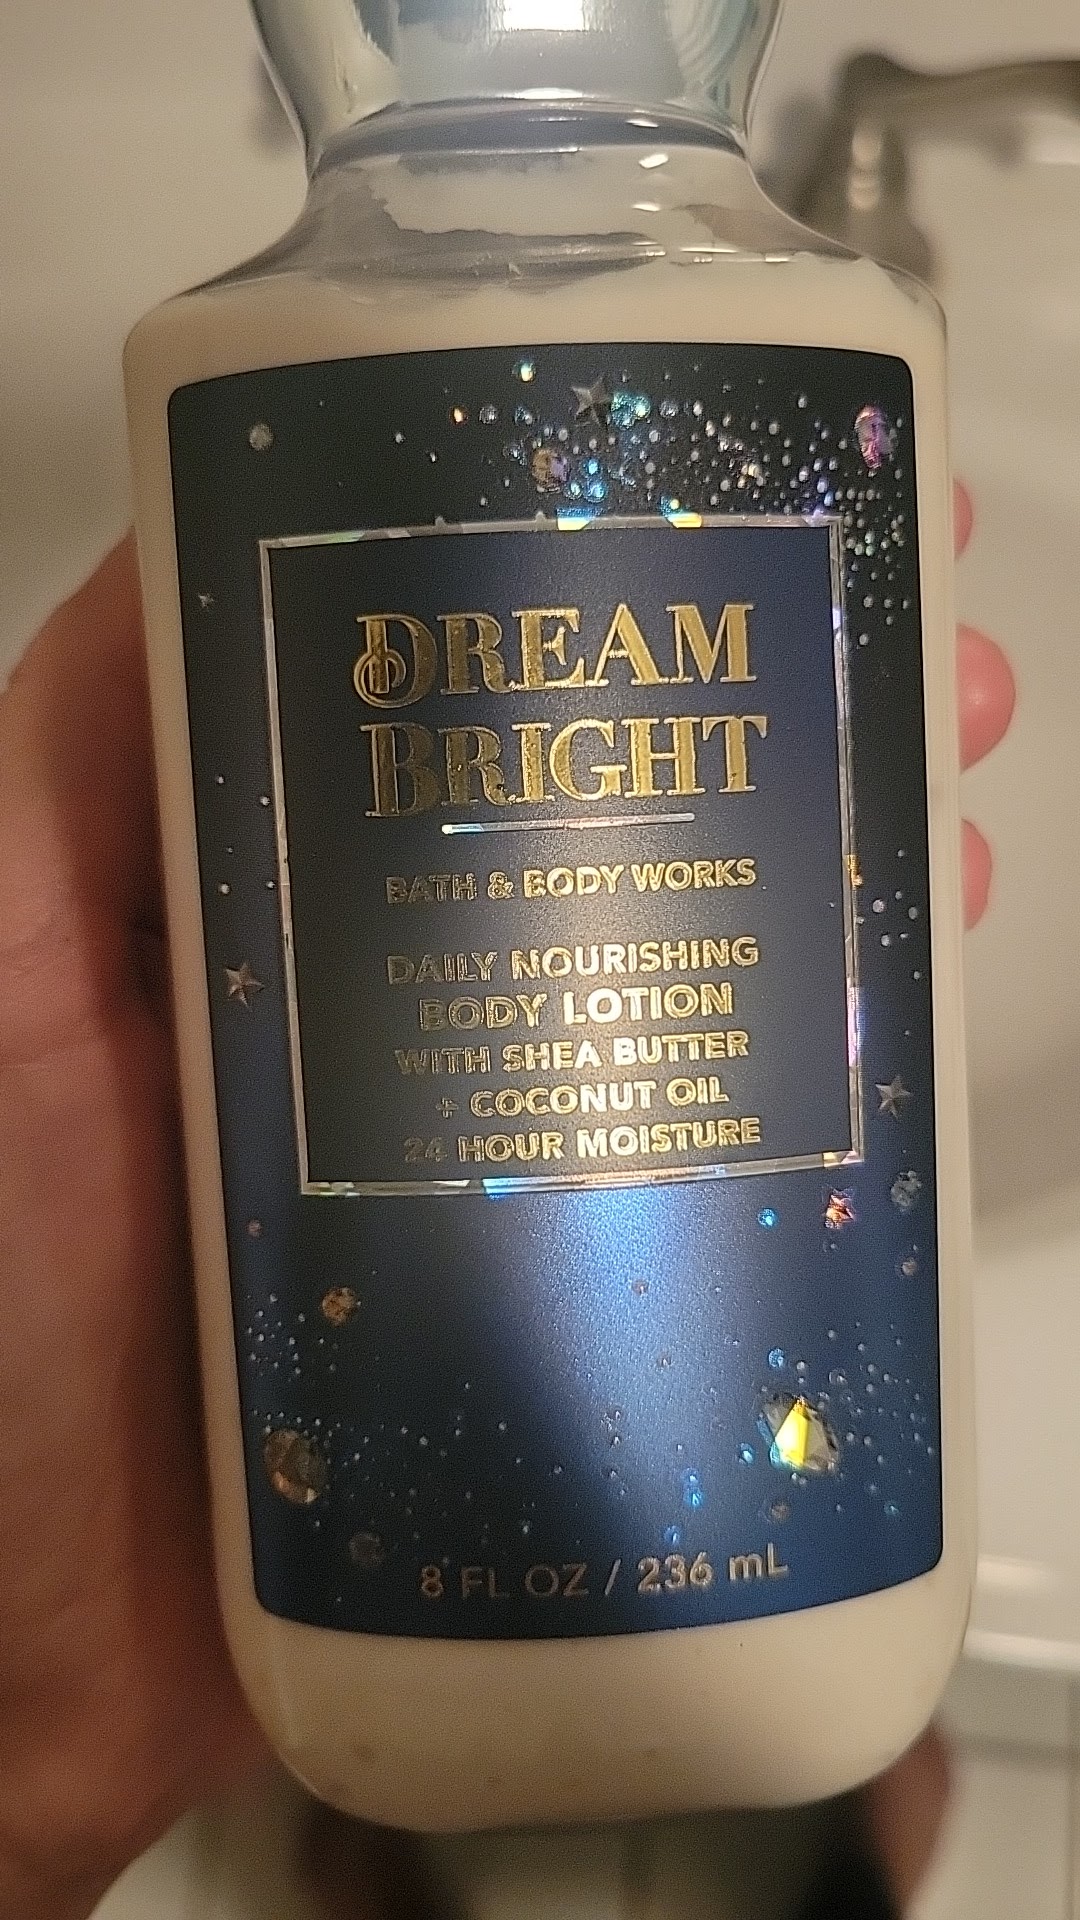 DREAM
BRIGHT
BATH & BODY WORKS
DAILY NOURISHING
BODY LOTION
WITH SHEA BUTTER
+ COCONUT OIL
24 HOUR MOISTURE
8 FL OZ / 236 mL